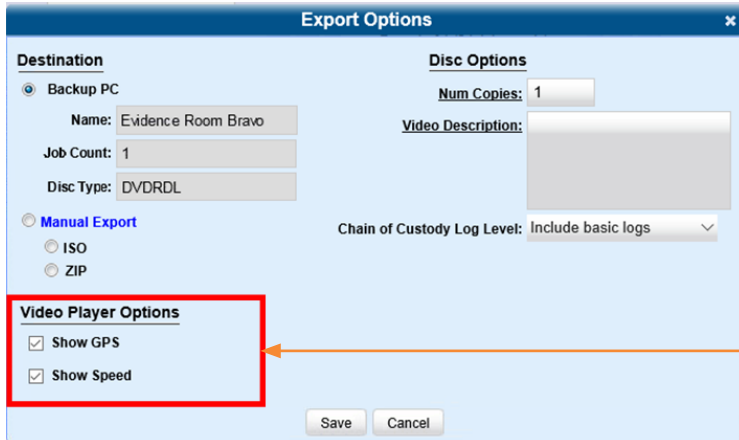 Export Options
Destination
Backup PC
Name: Evidence Room Bravo
Job Count: 1
Disc Type: DVDRDL
Manual Export
ISO
ZIP
Video Player Options
Show GPS
Show Speed
Disc Options
Num Copies: 1
Video Description:
Chain of Custody Log Level: Include basic logs
Save Cancel